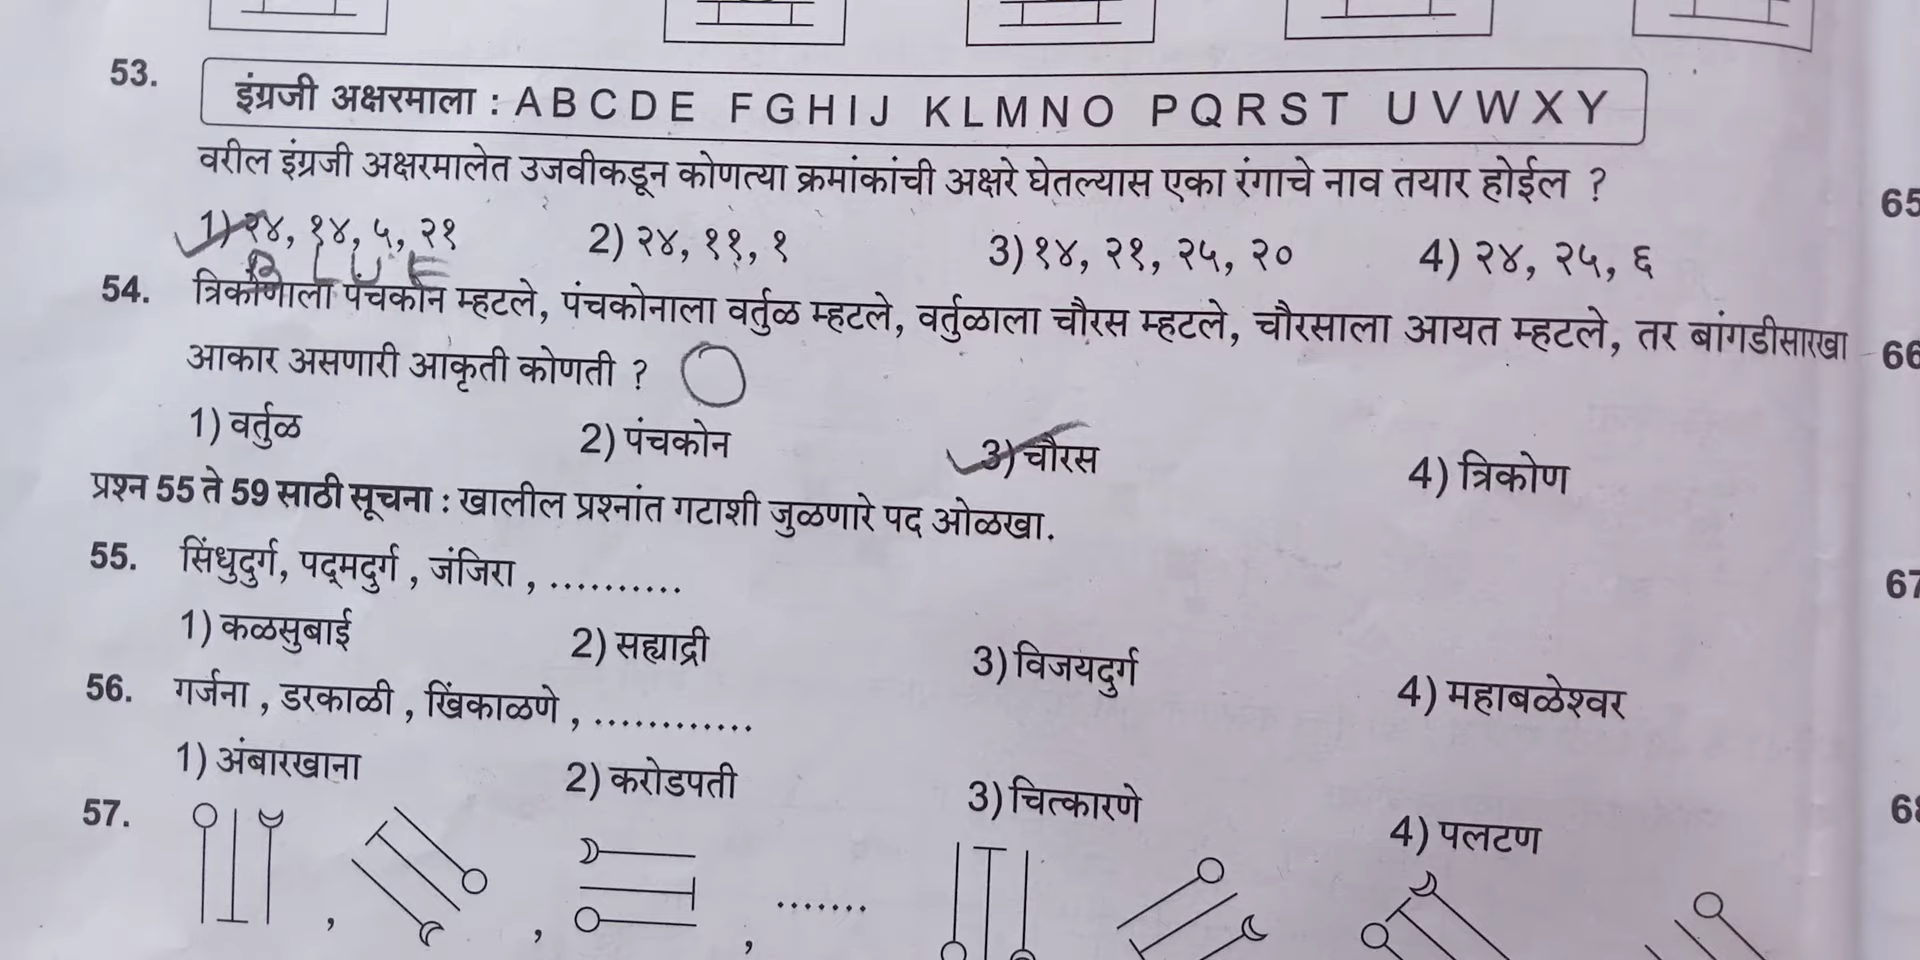 53.
इंग्रजी अक्षरमाला : A B C D E F G H I J K L M N O P Q R S T U V W X Y
वरील इंग्रजी अक्षरमालेत उजवीकडून कोणत्या क्रमांकांची अक्षरे घेतल्यास एका रंगाचे नाव तयार होईल ?
1) २४, १४, ५, २१ 2) २४, ११, १ 3) १४, २१, २५, २० 4) २४, २५, ६
B L U E
54. त्रिकोणाला पंचकोन म्हटले, पंचकोनाला वर्तुळ म्हटले, वर्तुळाला चौरस म्हटले, चौरसाला आयत म्हटले, तर बांगडीसारखा
आकार असणारी आकृती कोणती ?
1) वर्तुळ 2) पंचकोन 3) चौरस 4) त्रिकोण
प्रश्न 55 ते 59 साठी सूचना : खालील प्रश्नांत गटाशी जुळणारे पद ओळखा.
55. सिंधुदुर्ग, पद्मदुर्ग , जंजिरा , ..........
1) कळसुबाई 2) सह्याद्री 3) विजयदुर्ग 4) महाबळेश्वर
56. गर्जना , डरकाळी , खिंकाळणे , ............
1) अंबारखाना 2) करोडपती 3) चित्कारणे 4) पलटण
57. , , , .......
65
66
67